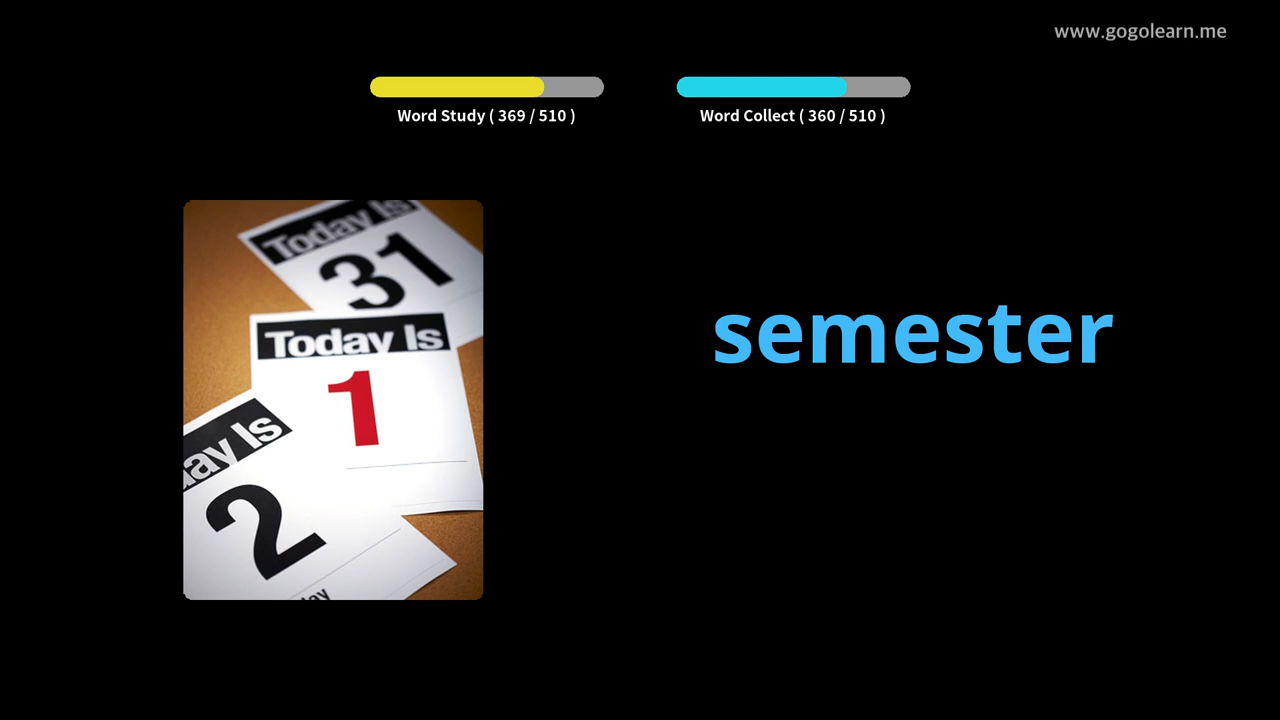 www.gogolearn.me
Word Study ( 369 / 510 )
Word Collect ( 360 / 510 )
Today Is
31
Today Is
1
ay Is
2
semester